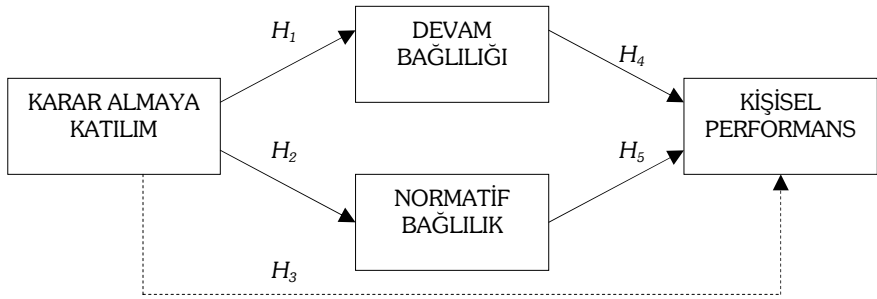 H1
DEVAM
BAĞLILIĞI
H4
KARAR ALMAYA
KATILIM
KİŞİSEL
PERFORMANS
H2
H5
NORMATİF
BAĞLILIK
H3